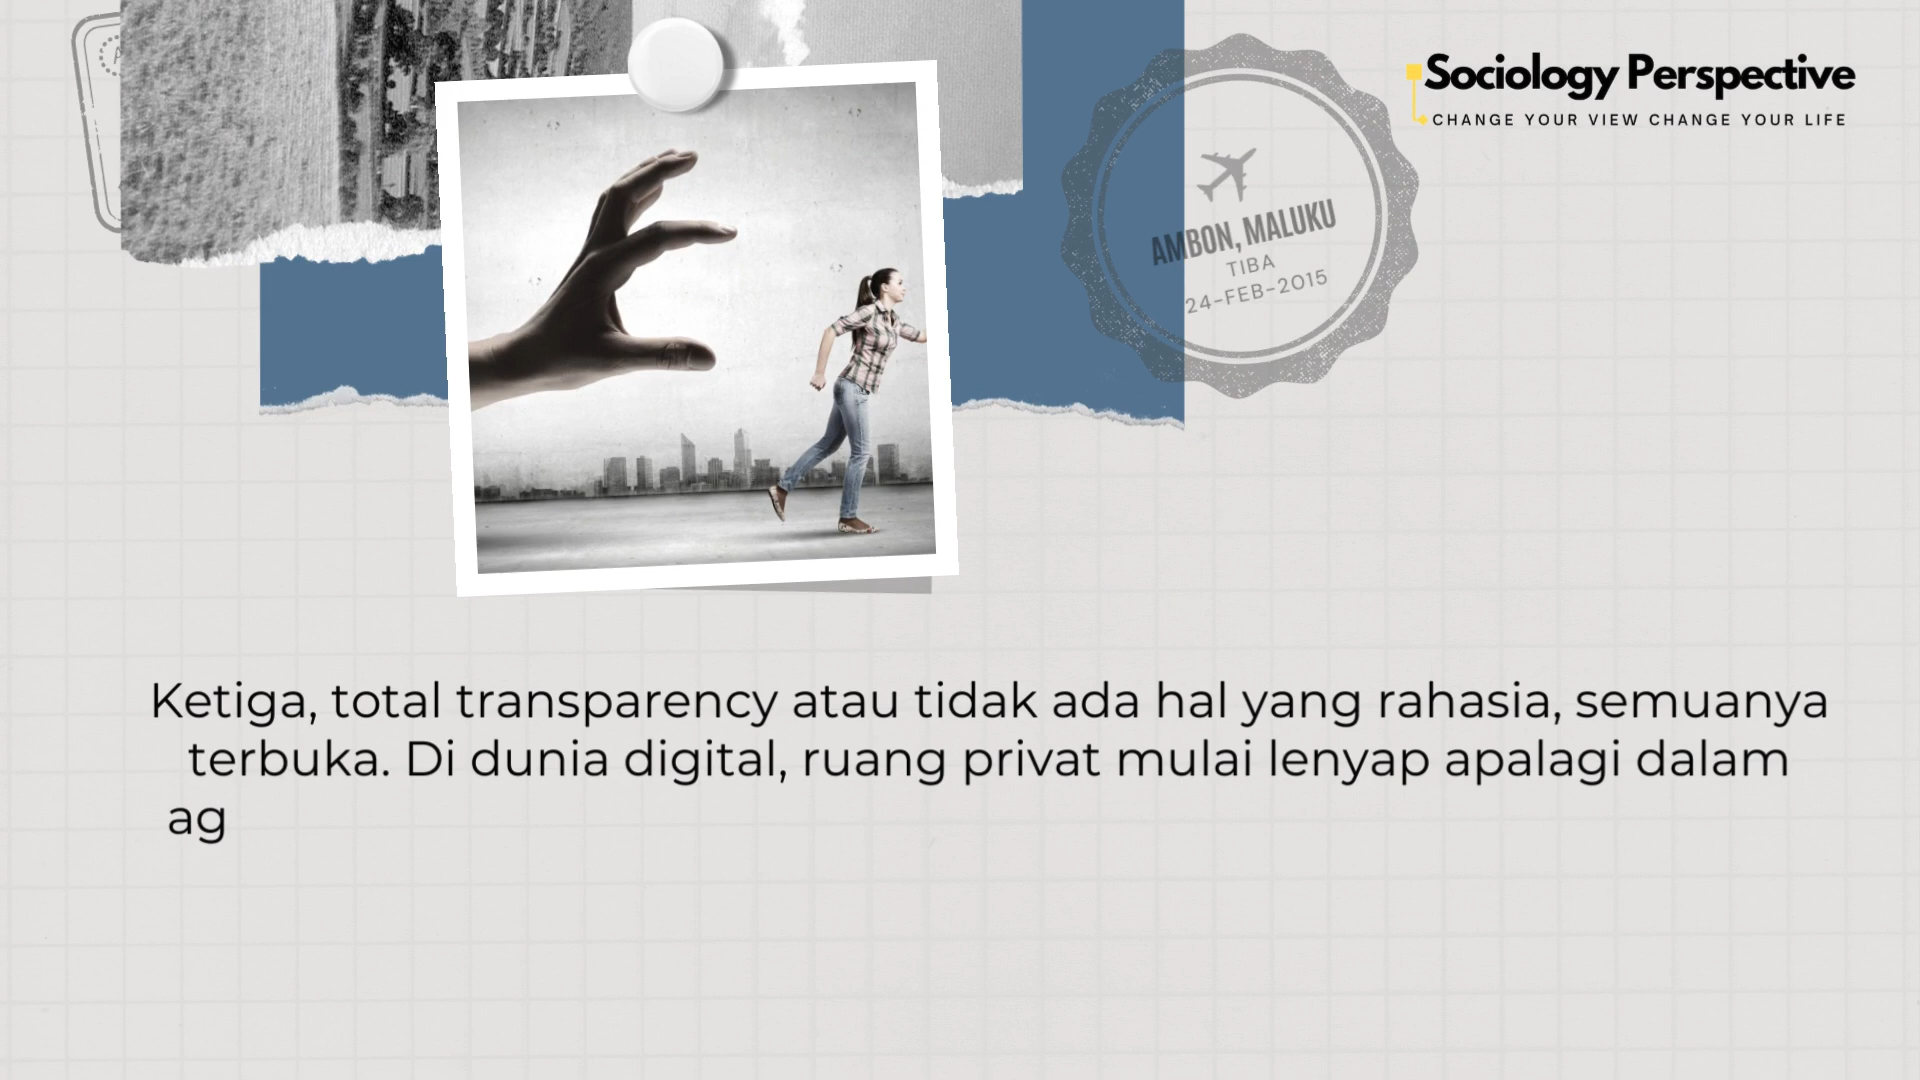 Sociology Perspective
CHANGE YOUR VIEW CHANGE YOUR LIFE
AMBON, MALUKU
TIBA
24-FEB-2015
Ketiga, total transparency atau tidak ada hal yang rahasia, semuanya
terbuka. Di dunia digital, ruang privat mulai lenyap apalagi dalam
ag